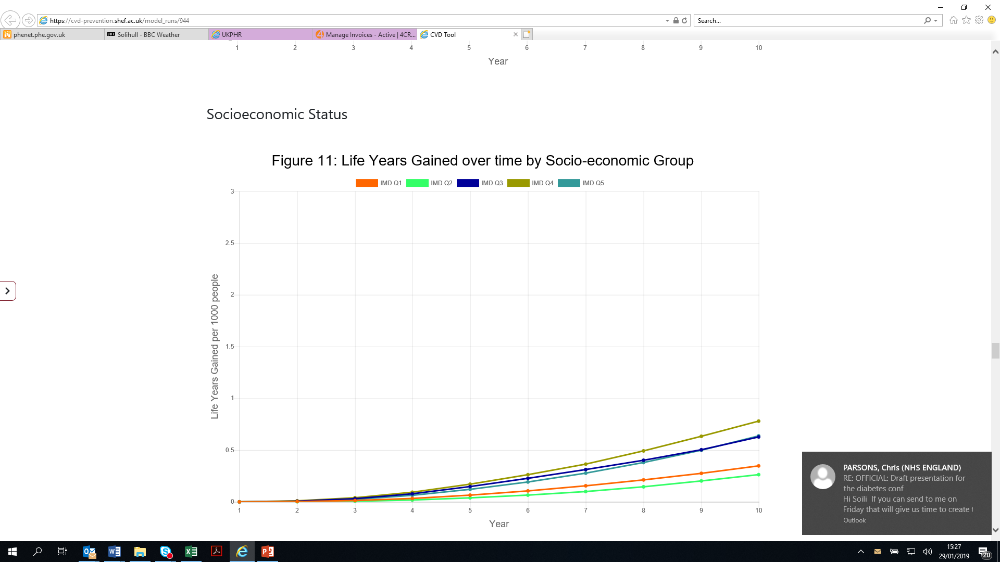 https://cvd-prevention.shef.ac.uk/model_runs/944
Search...
phenet.phe.gov.uk
BBC Solihull - BBC Weather
UKPHR
Manage Invoices - Active | 4CR...
CVD Tool
1 2 3 4 5 6 7 8 9 10
Year
Socioeconomic Status
Figure 11: Life Years Gained over time by Socio-economic Group
IMD Q1 IMD Q2 IMD Q3 IMD Q4 IMD Q5
Life Years Gained per 1000 people
3
2.5
2
1.5
1
0.5
0
1 2 3 4 5 6 7 8 9 10
Year
PARSONS, Chris (NHS ENGLAND)
RE: OFFICIAL: Draft presentation for
the diabetes conf
Hi Soili If you can send to me on
Friday that will give us time to create
Outlook
15:27
29/01/2019
20